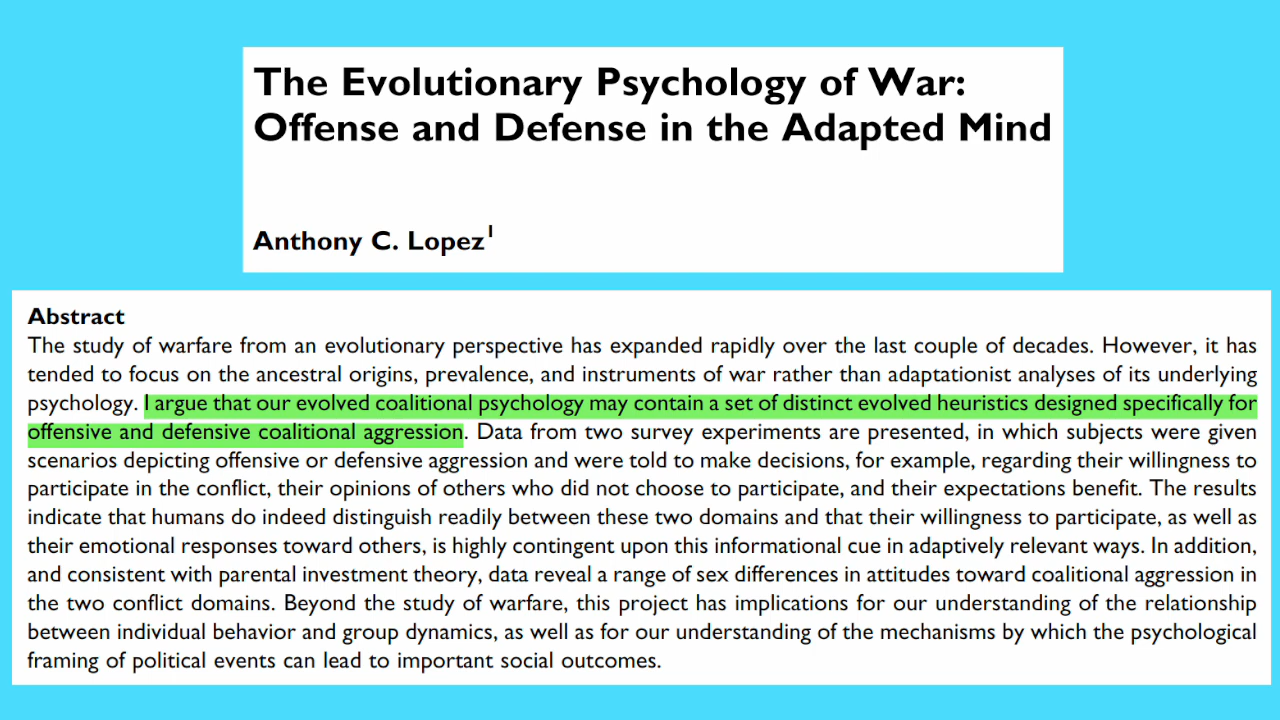 The Evolutionary Psychology of War:
Offense and Defense in the Adapted Mind
Anthony C. Lopez1
Abstract
The study of warfare from an evolutionary perspective has expanded rapidly over the last couple of decades. However, it has
tended to focus on the ancestral origins, prevalence, and instruments of war rather than adaptationist analyses of its underlying
psychology. I argue that our evolved coalitional psychology may contain a set of distinct evolved heuristics designed specifically for
offensive and defensive coalitional aggression. Data from two survey experiments are presented, in which subjects were given
scenarios depicting offensive or defensive aggression and were told to make decisions, for example, regarding their willingness to
participate in the conflict, their opinions of others who did not choose to participate, and their expectations benefit. The results
indicate that humans do indeed distinguish readily between these two domains and that their willingness to participate, as well as
their emotional responses toward others, is highly contingent upon this informational cue in adaptively relevant ways. In addition,
and consistent with parental investment theory, data reveal a range of sex differences in attitudes toward coalitional aggression in
the two conflict domains. Beyond the study of warfare, this project has implications for our understanding of the relationship
between individual behavior and group dynamics, as well as for our understanding of the mechanisms by which the psychological
framing of political events can lead to important social outcomes.